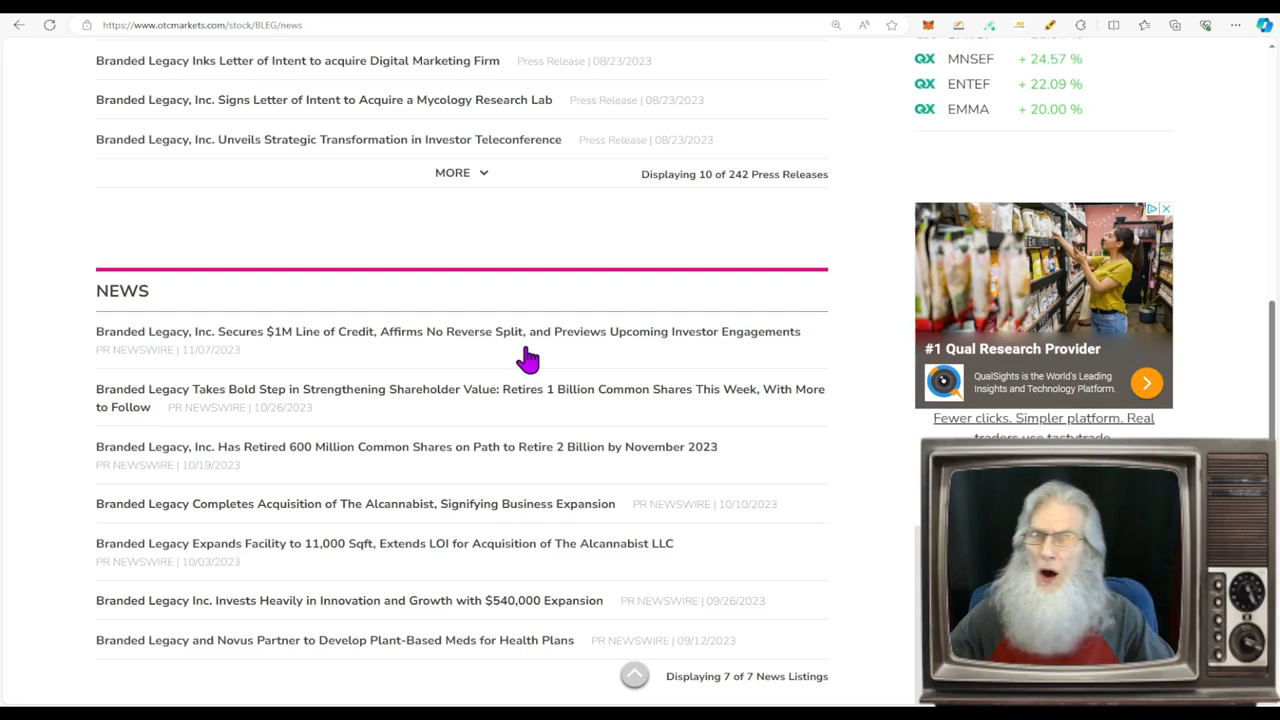 https://www.otcmarkets.com/stock/BLEG/news
Branded Legacy Inks Letter of Intent to acquire Digital Marketing Firm Press Release | 08/23/2023
Branded Legacy, Inc. Signs Letter of Intent to Acquire a Mycology Research Lab Press Release | 08/23/2023
Branded Legacy, Inc. Unveils Strategic Transformation in Investor Teleconference Press Release | 08/23/2023
MORE Displaying 10 of 242 Press Releases
NEWS
Branded Legacy, Inc. Secures $1M Line of Credit, Affirms No Reverse Split, and Previews Upcoming Investor Engagements
PR NEWSWIRE | 11/07/2023
Branded Legacy Takes Bold Step in Strengthening Shareholder Value: Retires 1 Billion Common Shares This Week, With More
to Follow PR NEWSWIRE | 10/26/2023
Branded Legacy, Inc. Has Retired 600 Million Common Shares on Path to Retire 2 Billion by November 2023
PR NEWSWIRE | 10/19/2023
Branded Legacy Completes Acquisition of The Alcannabist, Signifying Business Expansion PR NEWSWIRE | 10/10/2023
Branded Legacy Expands Facility to 11,000 Sqft, Extends LOI for Acquisition of The Alcannabist LLC
PR NEWSWIRE | 10/03/2023
Branded Legacy Inc. Invests Heavily in Innovation and Growth with $540,000 Expansion PR NEWSWIRE | 09/26/2023
Branded Legacy and Novus Partner to Develop Plant-Based Meds for Health Plans PR NEWSWIRE | 09/12/2023
Displaying 7 of 7 News Listings
QX MNSEF + 24.57 %
QX ENTEF + 22.09 %
QX EMMA + 20.00 %
#1 Qual Research Provider
QualSights is the World's Leading
Insights and Technology Platform.
Fewer clicks. Simpler platform. Real
traders use tastytrade